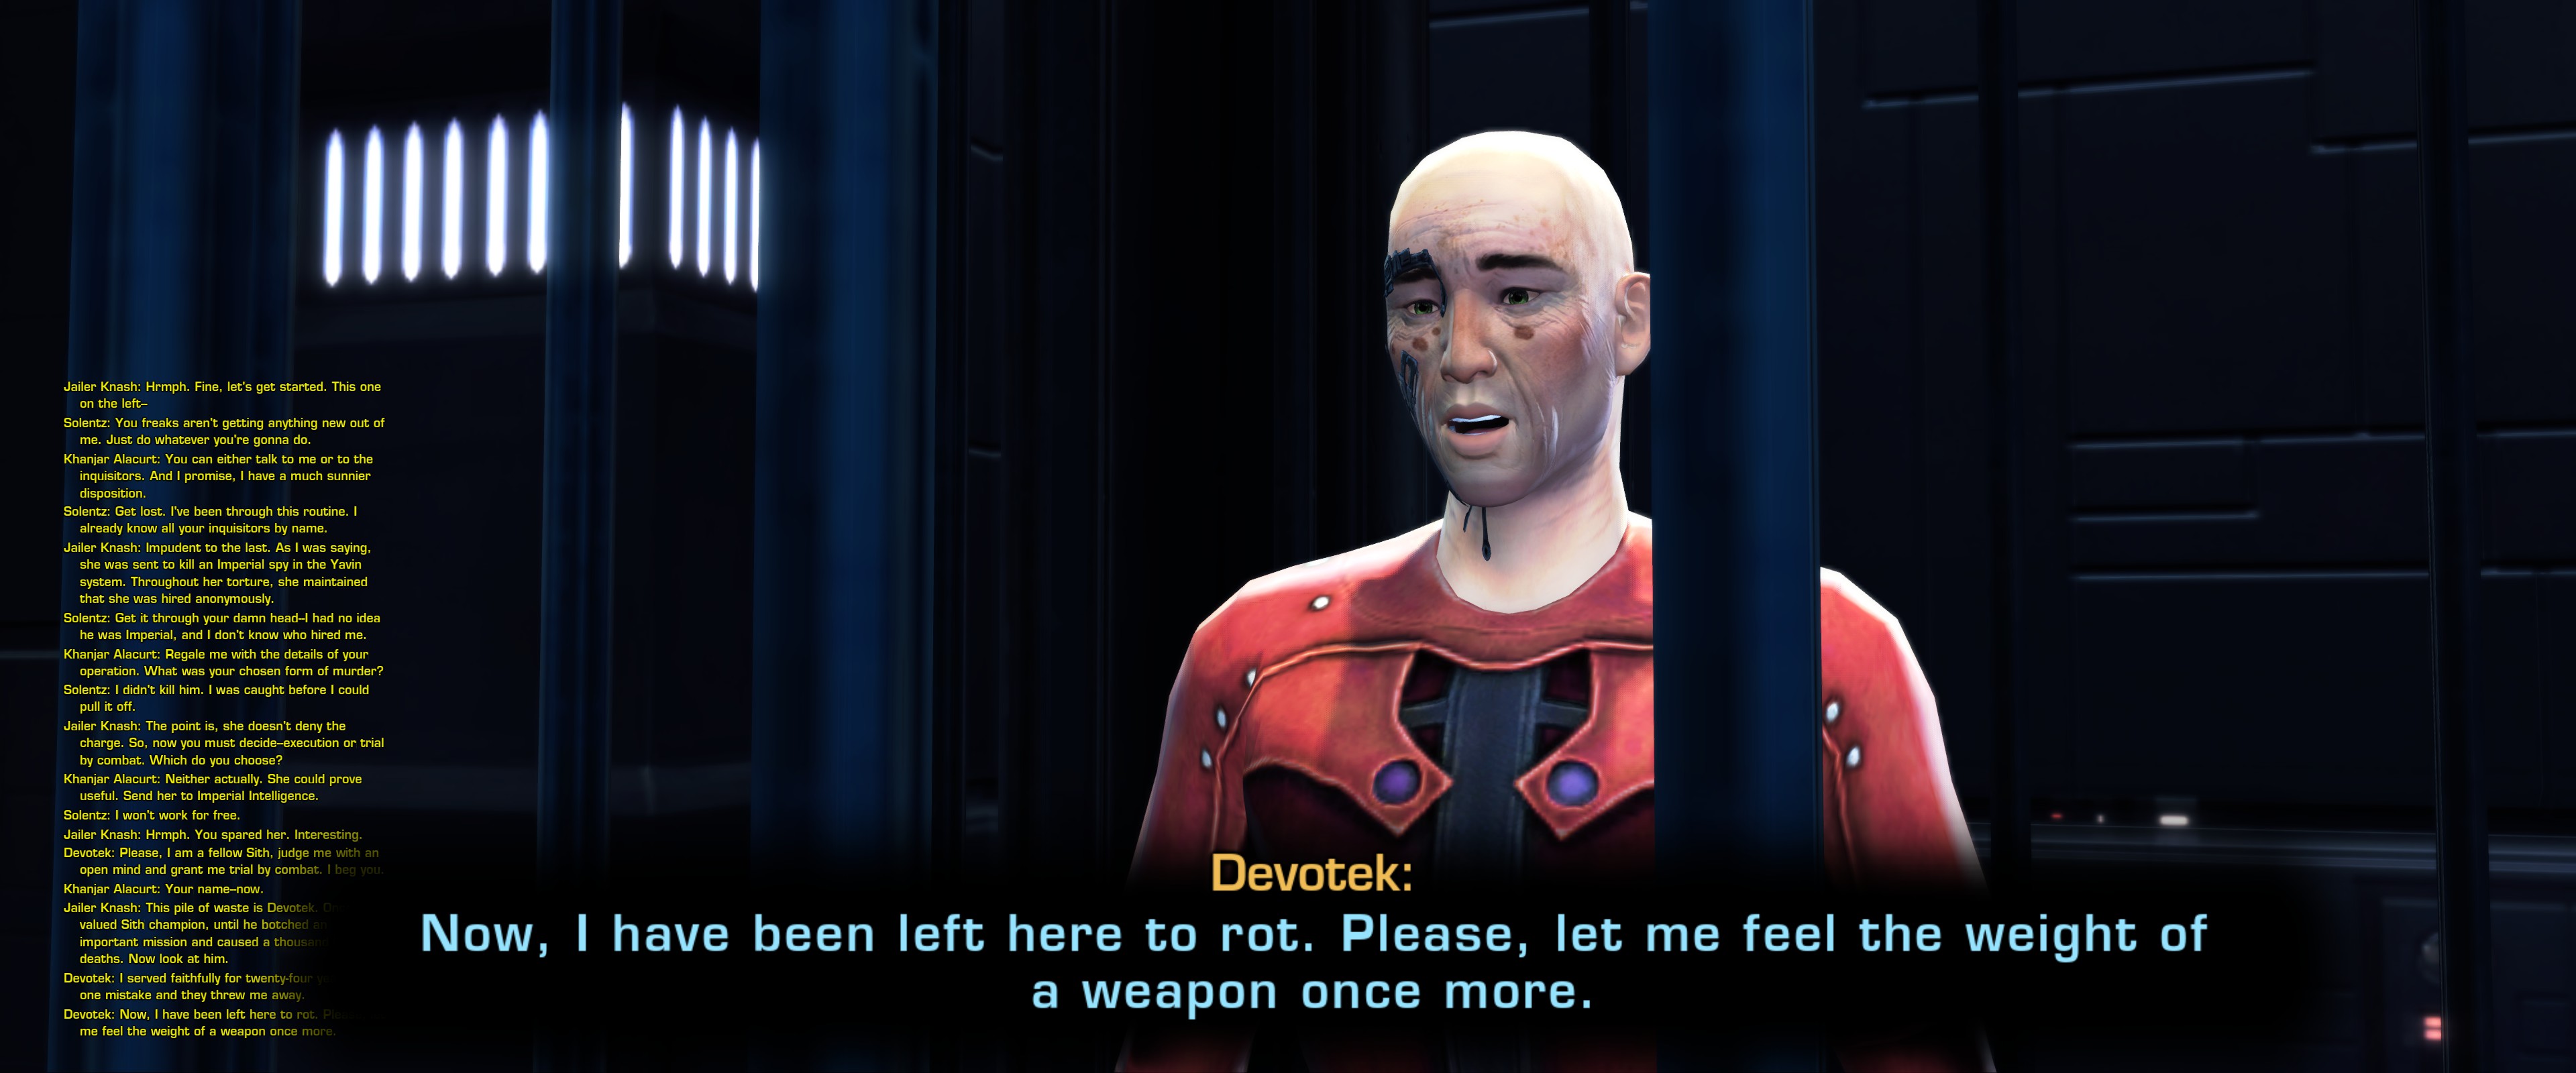 Jailer Knash: Hrmph. Fine, let's get started. This one
on the left–
Solentz: You freaks aren't getting anything new out of
me. Just do whatever you're gonna do.
Khanjar Alacurt: You can either talk to me or to the
inquisitors. And I promise, I have a much sunnier
disposition.
Solentz: Get lost. I've been through this routine. I
already know all your inquisitors by name.
Jailer Knash: Impudent to the last. As I was saying,
she was sent to kill an Imperial spy in the Yavin
system. Throughout her torture, she maintained
that she was hired anonymously.
Solentz: Get it through your damn head–I had no idea
he was Imperial, and I don't know who hired me.
Khanjar Alacurt: Regale me with the details of your
operation. What was your chosen form of murder?
Solentz: I didn't kill him. I was caught before I could
pull it off.
Jailer Knash: The point is, she doesn't deny the
charge. So, now you must decide–execution or trial
by combat. Which do you choose?
Khanjar Alacurt: Neither actually. She could prove
useful. Send her to Imperial Intelligence.
Solentz: I won't work for free.
Jailer Knash: Hrmph. You spared her. Interesting.
Devotek: Please, I am a fellow Sith, judge me with an
open mind and grant me trial by combat. I beg you.
Khanjar Alacurt: Your name–now.
Jailer Knash: This pile of waste is Devotek.
valued Sith champion, until he botched an
important mission and caused a thousand
deaths. Now look at him.
Devotek: I served faithfully for twenty-four
one mistake and they threw me away.
Devotek: Now, I have been left here to rot.
me feel the weight of a weapon once more.
Devotek:
Now, I have been left here to rot. Please, let me feel the weight of
a weapon once more.